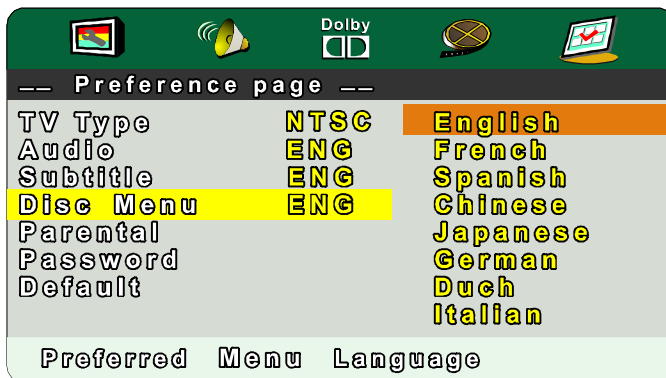 Dolby
-- Preference page --
TV Type NTSC English
Audio ENG French
Subtitle ENG Spanish
Disc Menu ENG Chinese
Parental Japanese
Password German
Default Duch
Italian
Preferred Menu Language